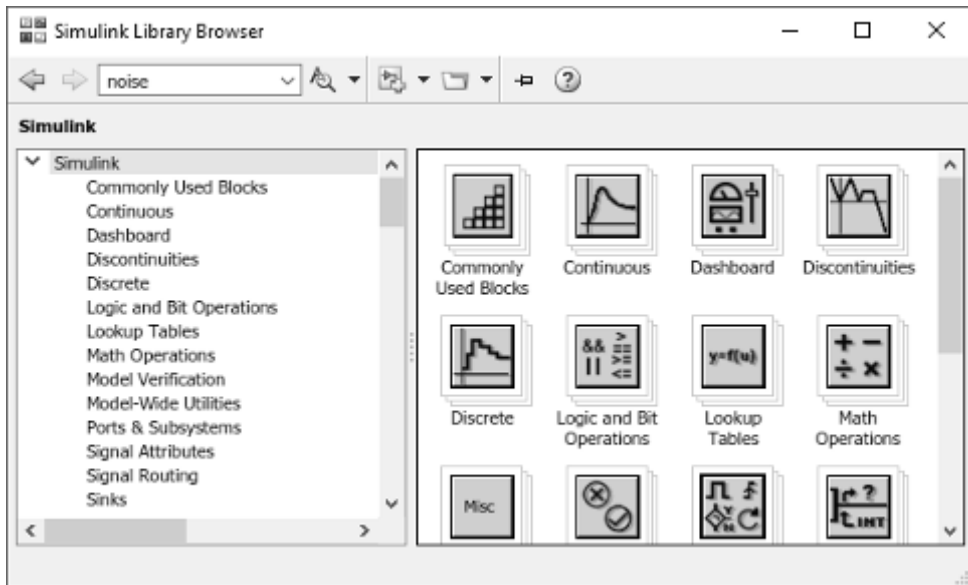 Simulink Library Browser
noise
Simulink
Simulink
Commonly Used Blocks
Continuous
Dashboard
Discontinuities
Discrete
Logic and Bit Operations
Lookup Tables
Math Operations
Model Verification
Model-Wide Utilities
Ports & Subsystems
Signal Attributes
Signal Routing
Sinks
Commonly
Used Blocks
Continuous
Dashboard
Discontinuities
&& >
|| ==
>=
<=
y=f(u)
+ −
÷ ×
Discrete
Logic and Bit
Operations
Lookup
Tables
Math
Operations
Misc
?
INT